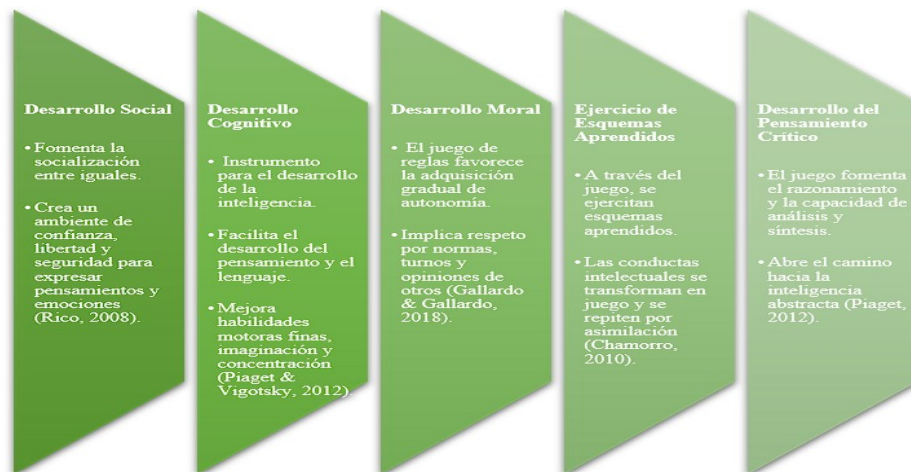 Desarrollo Social
• Fomenta la
socialización
entre iguales.
• Crea un
ambiente de
confianza,
libertad y
seguridad para
expresar
pensamientos y
emociones
(Rico, 2008).
Desarrollo
Cognitivo
• Instrumento
para el desarrollo
de la
inteligencia.
• Facilita el
desarrollo del
pensamiento y el
lenguaje.
• Mejora
habilidades
motoras finas,
imaginación y
concentración
(Piaget &
Vigotsky, 2012).
Desarrollo Moral
• El juego de
reglas favorece
la adquisición
gradual de
autonomía.
• Implica respeto
por normas,
turnos y
opiniones de
otros (Gallardo
& Gallardo,
2018).
Ejercicio de
Esquemas
Aprendidos
• A través del
juego, se
ejercitan
esquemas
aprendidos.
• Las conductas
intelectuales se
transforman en
juego y se
repiten por
asimilación
(Chamorro,
2010).
Desarrollo del
Pensamiento
Crítico
• El juego fomenta
el razonamiento
y la capacidad de
análisis y
síntesis.
• Abre el camino
hacia la
inteligencia
abstracta (Piaget,
2012).